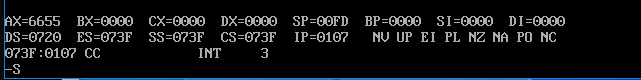 AX=6655 BX=0000 CX=0000 DX=0000 SP=00FD BP=0000 SI=0000 DI=0000
DS=0720 ES=073F SS=073F CS=073F IP=0107 NV UP EI PL NZ NA PO NC
073F:0107 CC INT 3
-S